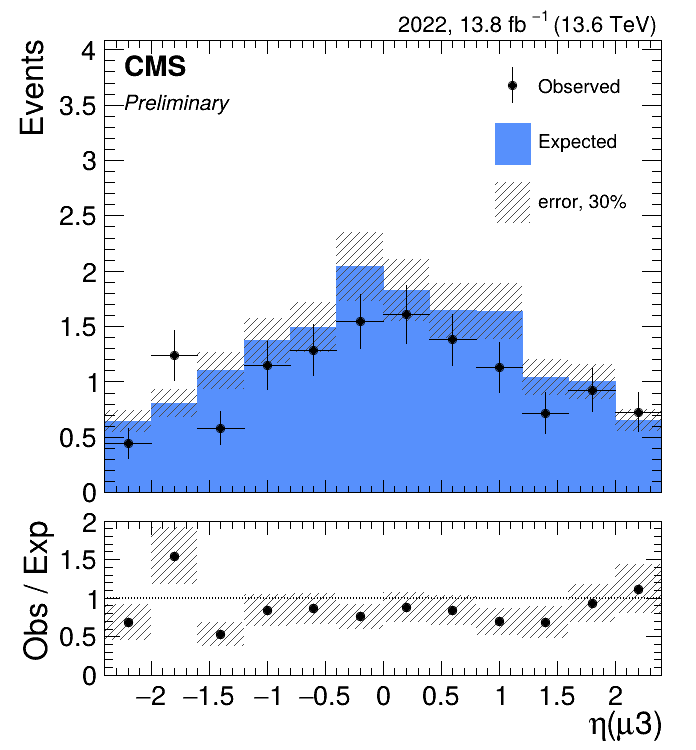 2022, 13.8 fb⁻¹ (13.6 TeV)
Events
4
3.5
3
2.5
2
1.5
1
0.5
0
CMS
Preliminary
Observed
Expected
error, 30%
Obs / Exp
2
1.5
1
0.5
0
−2 −1.5 −1 −0.5 0 0.5 1 1.5 2
η(μ3)